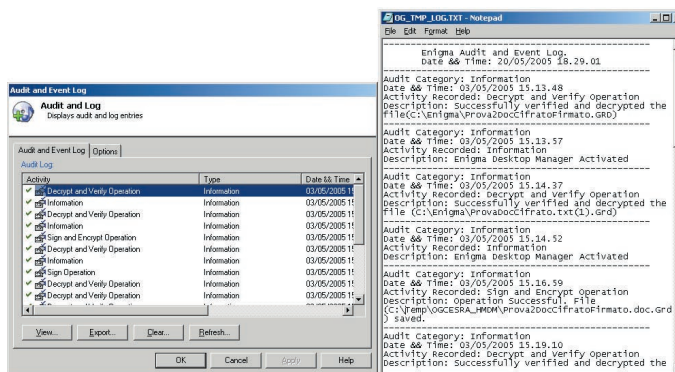 Audit and Event Log
Audit and Log
Displays audit and log entries
Audit and Event Log
Options
Audit Log:
Activity Type Date && Time
Decrypt and Verify Operation Information 03/05/2005 15
Information Information 03/05/2005 15
Decrypt and Verify Operation Information 03/05/2005 15
Information Information 03/05/2005 15
Sign and Encrypt Operation Information 03/05/2005 15
Decrypt and Verify Operation Information 03/05/2005 15
Information Information 03/05/2005 15
Sign Operation Information 03/05/2005 15
Decrypt and Verify Operation Information 03/05/2005 15
Decrypt and Verify Operation Information 03/05/2005 15
View...
Export...
Clear...
Refresh...
OK
Cancel
Apply
Help
OG_TMP_LOG.TXT - Notepad
File Edit Format Help
--------------------------------------------------
Enigma Audit and Event Log.
Date && Time: 20/05/2005 18.29.01
--------------------------------------------------
Audit Category: Information
Date && Time: 03/05/2005 15.13.48
Activity Recorded: Decrypt and Verify Operation
Description: Successfully verified and decrypted the
file(C:\Enigma\Prova2DocCifratoFirmato.GRD)
--------------------------------------------------
Audit Category: Information
Date && Time: 03/05/2005 15.13.57
Activity Recorded: Information
Description: Enigma Desktop Manager Activated
--------------------------------------------------
Audit Category: Information
Date && Time: 03/05/2005 15.14.37
Activity Recorded: Decrypt and Verify Operation
Description: Successfully verified and decrypted the
file (C:\Enigma\ProvaDocCifrato.txt(1).Grd)
--------------------------------------------------
Audit Category: Information
Date && Time: 03/05/2005 15.14.52
Activity Recorded: Information
Description: Enigma Desktop Manager Activated
--------------------------------------------------
Audit Category: Information
Date && Time: 03/05/2005 15.16.59
Activity Recorded: Sign and Encrypt Operation
Description: Operation Successful. File
(C:\Temp\OGCESRA_HMDM\Prova2DocCifratoFirmato.doc.Grd
) saved.
--------------------------------------------------
Audit Category: Information
Date && Time: 03/05/2005 15.19.10
Activity Recorded: Decrypt and Verify Operation
Description: Successfully verified and decrypted the